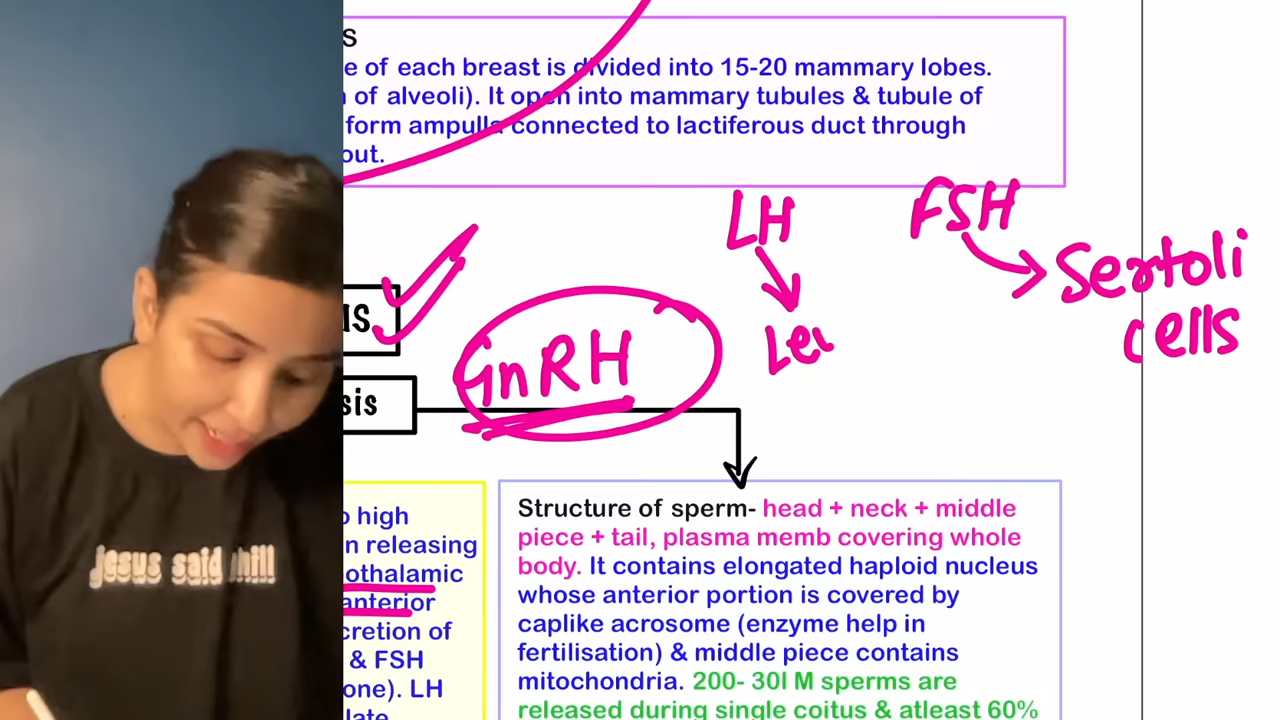 S
e of each breast is divided into 15-20 mammary lobes.
of alveoli). It open into mammary tubules & tubule of
form ampulla connected to lactiferous duct through
out.
LH
FSH
Sertoli
cells
GnRH
sis
o high
n releasing
othalamic
anterior
cretion of
& FSH
one). LH
late
Structure of sperm- head + neck + middle
piece + tail, plasma memb covering whole
body. It contains elongated haploid nucleus
whose anterior portion is covered by
caplike acrosome (enzyme help in
fertilisation) & middle piece contains
mitochondria. 200- 30l M sperms are
released during single coitus & atleast 60%
jesus said chill